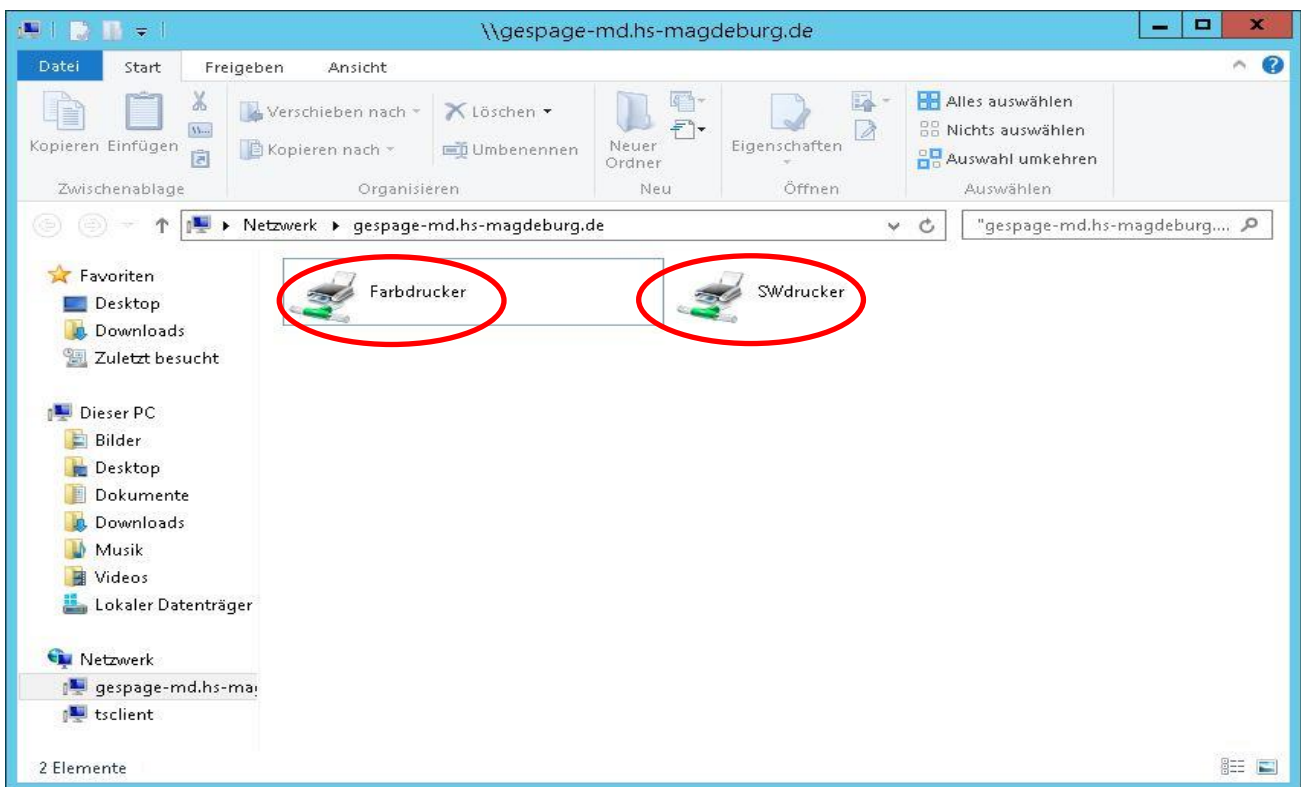 \\gespage-md.hs-magdeburg.de
Datei Start Freigeben Ansicht
Kopieren
Einfügen
Verschieben nach
Kopieren nach
Löschen
Umbenennen
Neuer
Ordner
Eigenschaften
Alles auswählen
Nichts auswählen
Auswahl umkehren
Zwischenablage Organisieren Neu Öffnen Auswählen
Netzwerk gespage-md.hs-magdeburg.de
"gespage-md.hs-magdeburg....
Favoriten
Desktop
Downloads
Zuletzt besucht
Dieser PC
Bilder
Desktop
Dokumente
Downloads
Musik
Videos
Lokaler Datenträger
Netzwerk
gespage-md.hs-ma
tsclient
Farbdrucker
SWdrucker
2 Elemente